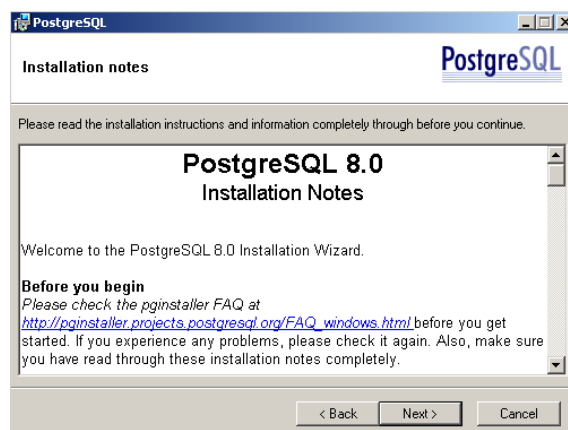 PostgreSQL
Installation notes
PostgreSQL
Please read the installation instructions and information completely through before you continue.
PostgreSQL 8.0
Installation Notes
Welcome to the PostgreSQL 8.0 Installation Wizard.
Before you begin
Please check the pginstaller FAQ at
http://pginstaller.projects.postgresql.org/FAQ_windows.html before you get
started. If you experience any problems, please check it again. Also, make sure
you have read through these installation notes completely.
< Back Next > Cancel